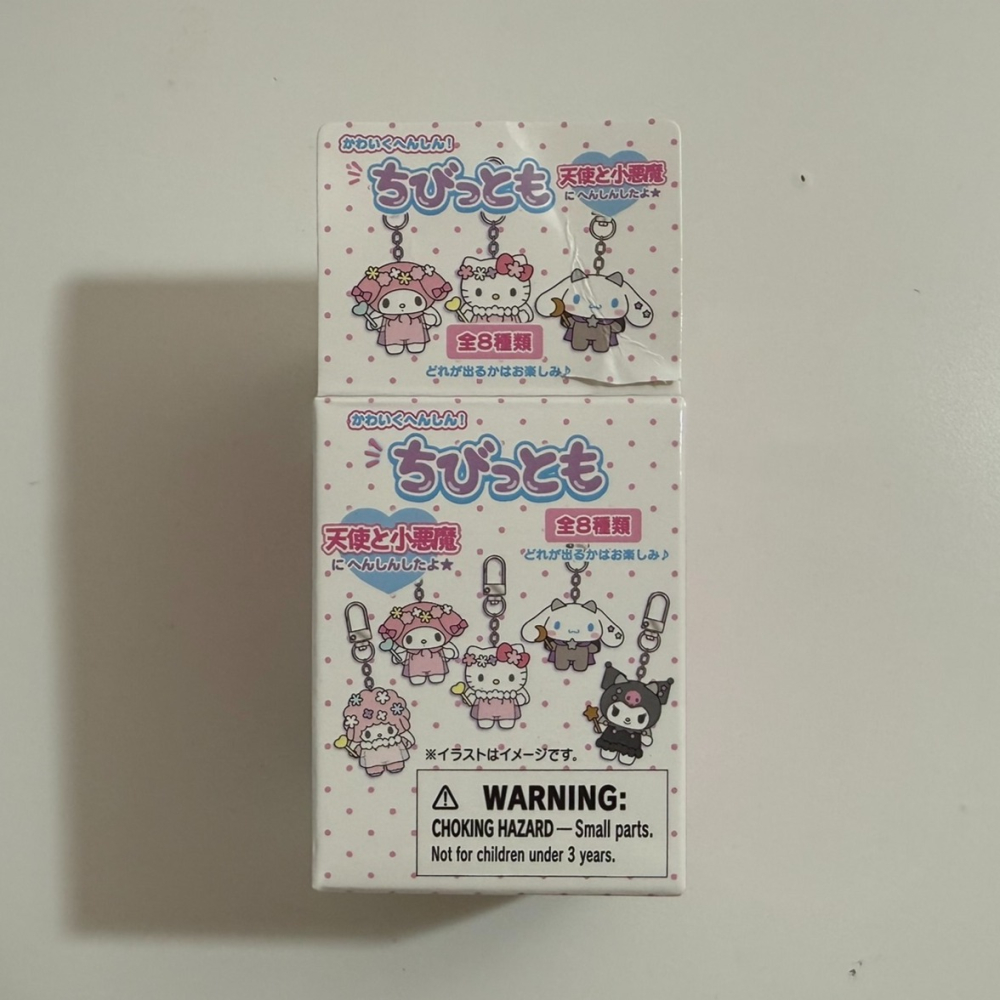 かわいくへんしん!
ちびっとも
天使と小悪魔
に へんしんしたよ★
全8種類
どれが出るかはお楽しみ♪
かわいくへんしん!
ちびっとも
天使と小悪魔
に へんしんしたよ★
全8種類
どれが出るかはお楽しみ♪
※イラストはイメージです。
⚠ WARNING:
CHOKING HAZARD — Small parts.
Not for children under 3 years.